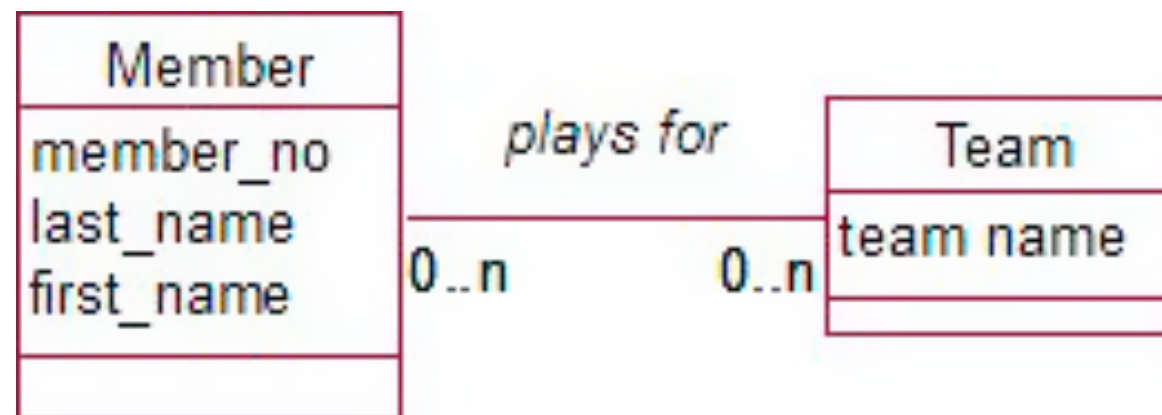 Member
member_no
last_name
first_name
plays for
0..n
0..n
Team
team name